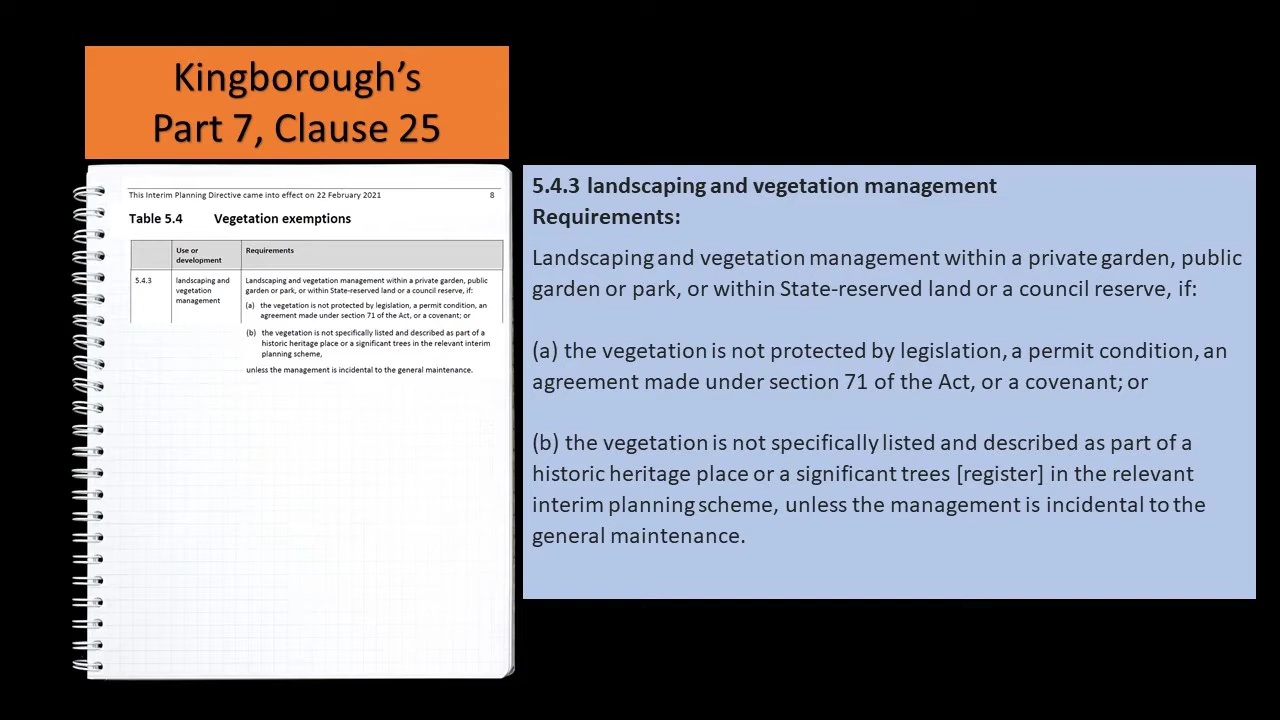 Kingborough's
Part 7, Clause 25
This Interim Planning Directive came into effect on 22 February 2021 8
Table 5.4 Vegetation exemptions
Use or
development
Requirements
5.4.3
landscaping and
vegetation
management
Landscaping and vegetation management within a private garden, public
garden or park, or within State-reserved land or a council reserve, if:
(a) the vegetation is not protected by legislation, a permit condition, an
agreement made under section 71 of the Act, or a covenant; or
(b) the vegetation is not specifically listed and described as part of a
historic heritage place or a significant trees in the relevant interim
planning scheme,
unless the management is incidental to the general maintenance.
5.4.3 landscaping and vegetation management
Requirements:
Landscaping and vegetation management within a private garden, public
garden or park, or within State-reserved land or a council reserve, if:
(a) the vegetation is not protected by legislation, a permit condition, an
agreement made under section 71 of the Act, or a covenant; or
(b) the vegetation is not specifically listed and described as part of a
historic heritage place or a significant trees [register] in the relevant
interim planning scheme, unless the management is incidental to the
general maintenance.